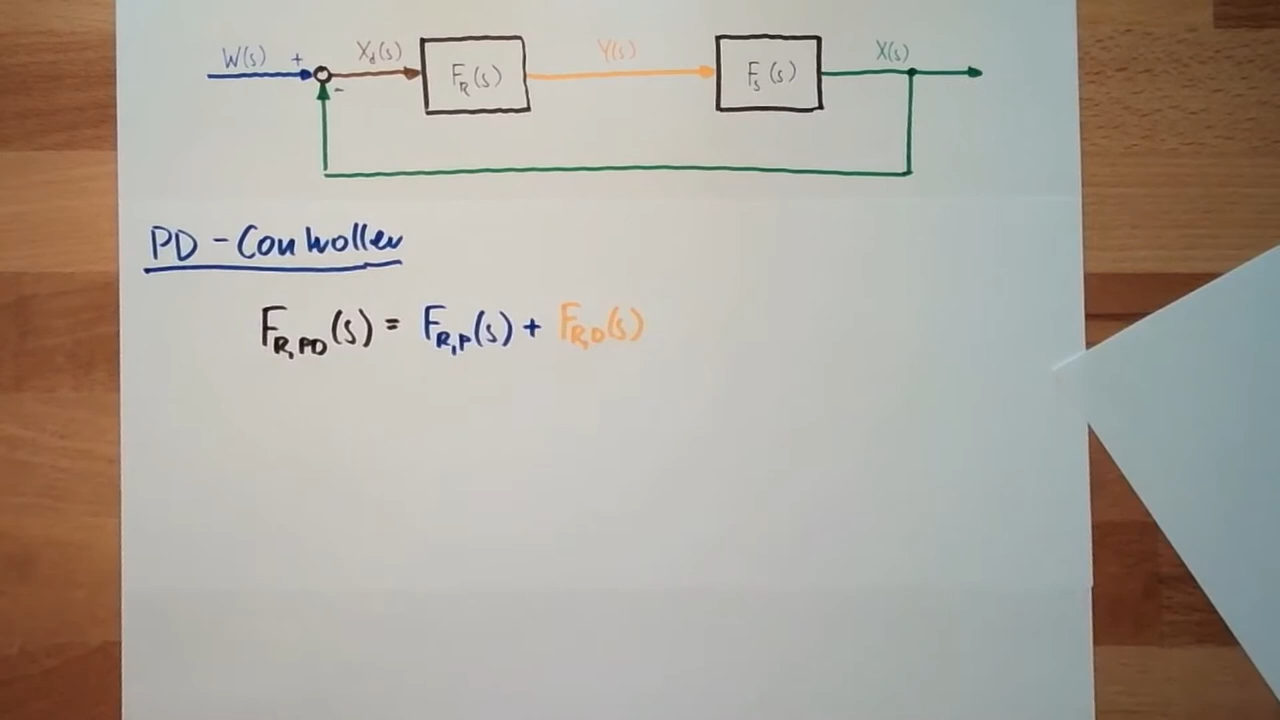 W(s) + X_d(s) F_R(s) Y(s) F_s(s) X(s)
-
PD - Controller
F_R,PD(s) = F_R,P(s) + F_R,D(s)